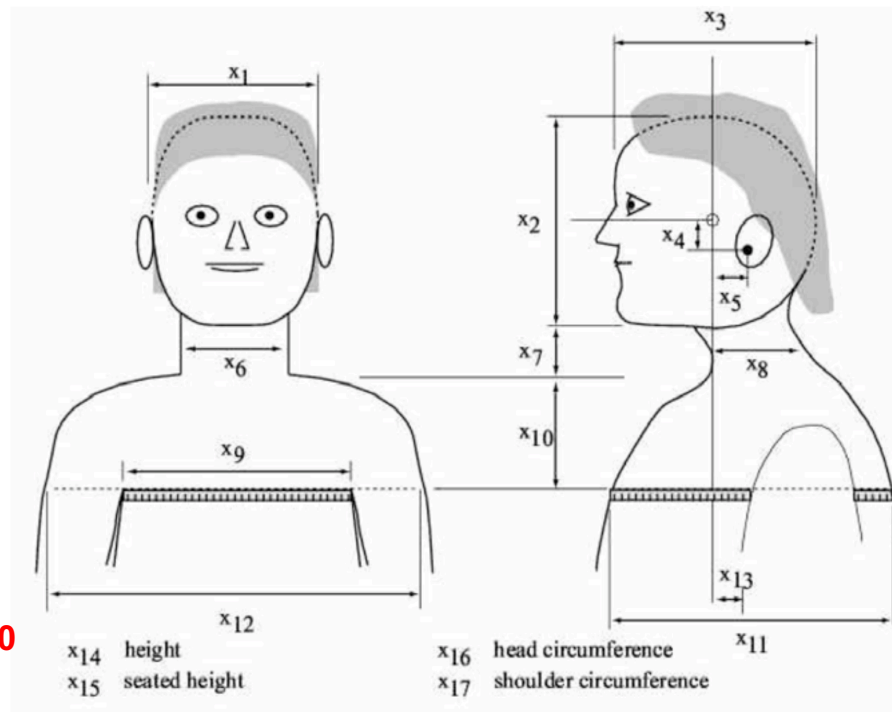 x1
x3
x2
x4
x5
x6
x7
x8
x9
x10
x13
x12
x11
0
x14 height
x16 head circumference
x15 seated height
x17 shoulder circumference